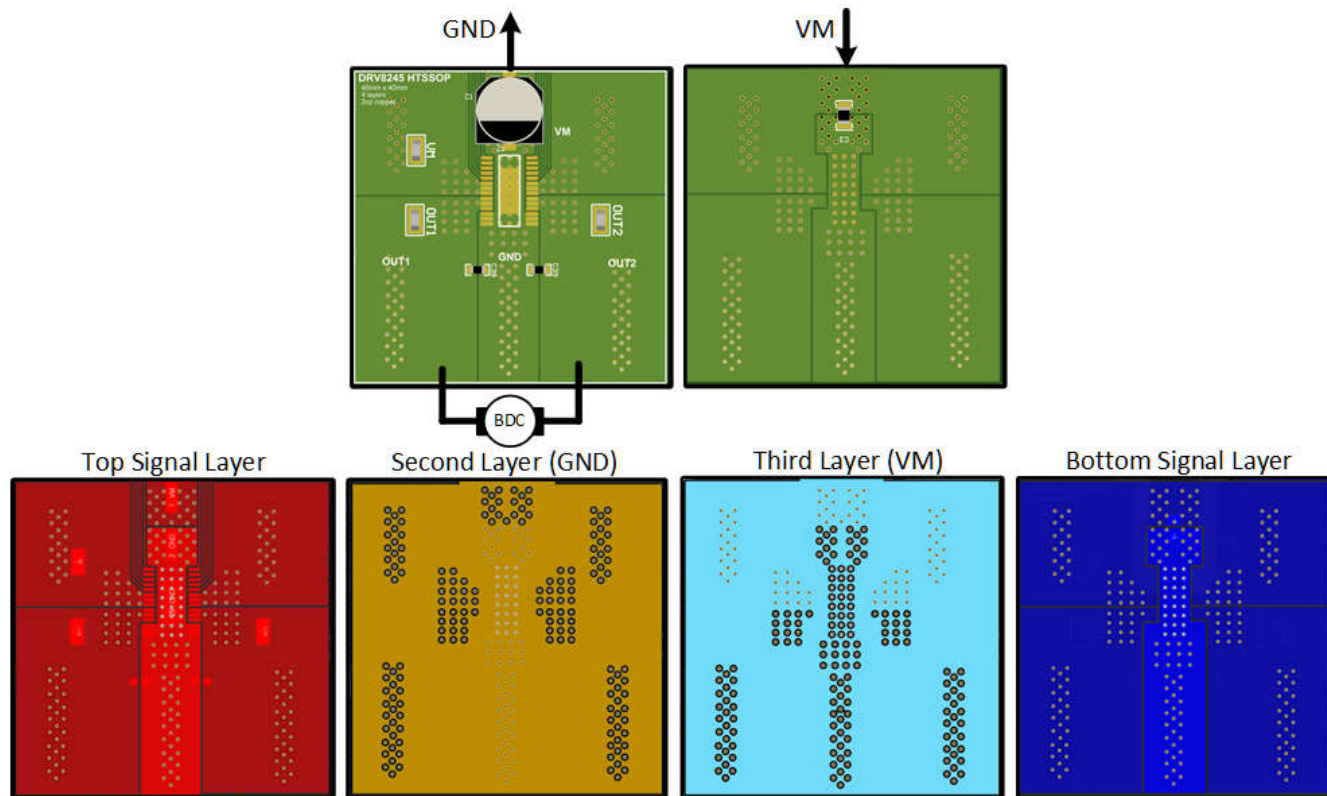 GND
VM
DRV8245 HTSSOP
40mm x 40mm
4 layers
2oz copper
VM
VM
OUT1
OUT2
OUT1
GND
OUT2
BDC
Top Signal Layer
Second Layer (GND)
Third Layer (VM)
Bottom Signal Layer